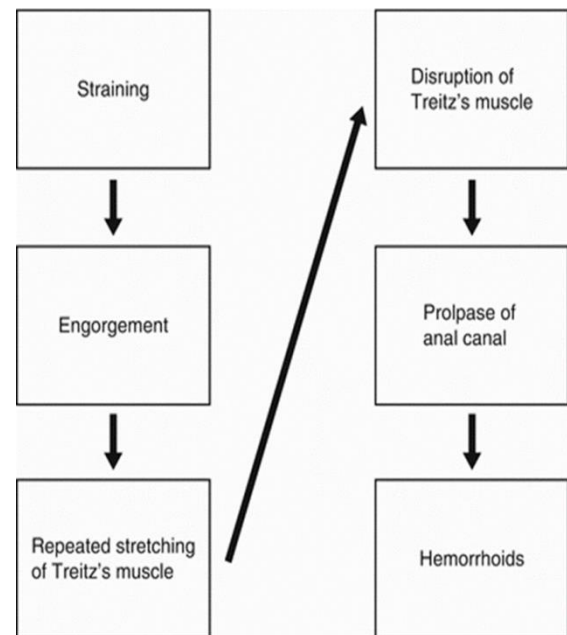 Straining
Engorgement
Repeated stretching
of Treitz's muscle
Disruption of
Treitz's muscle
Prolpase of
anal canal
Hemorrhoids